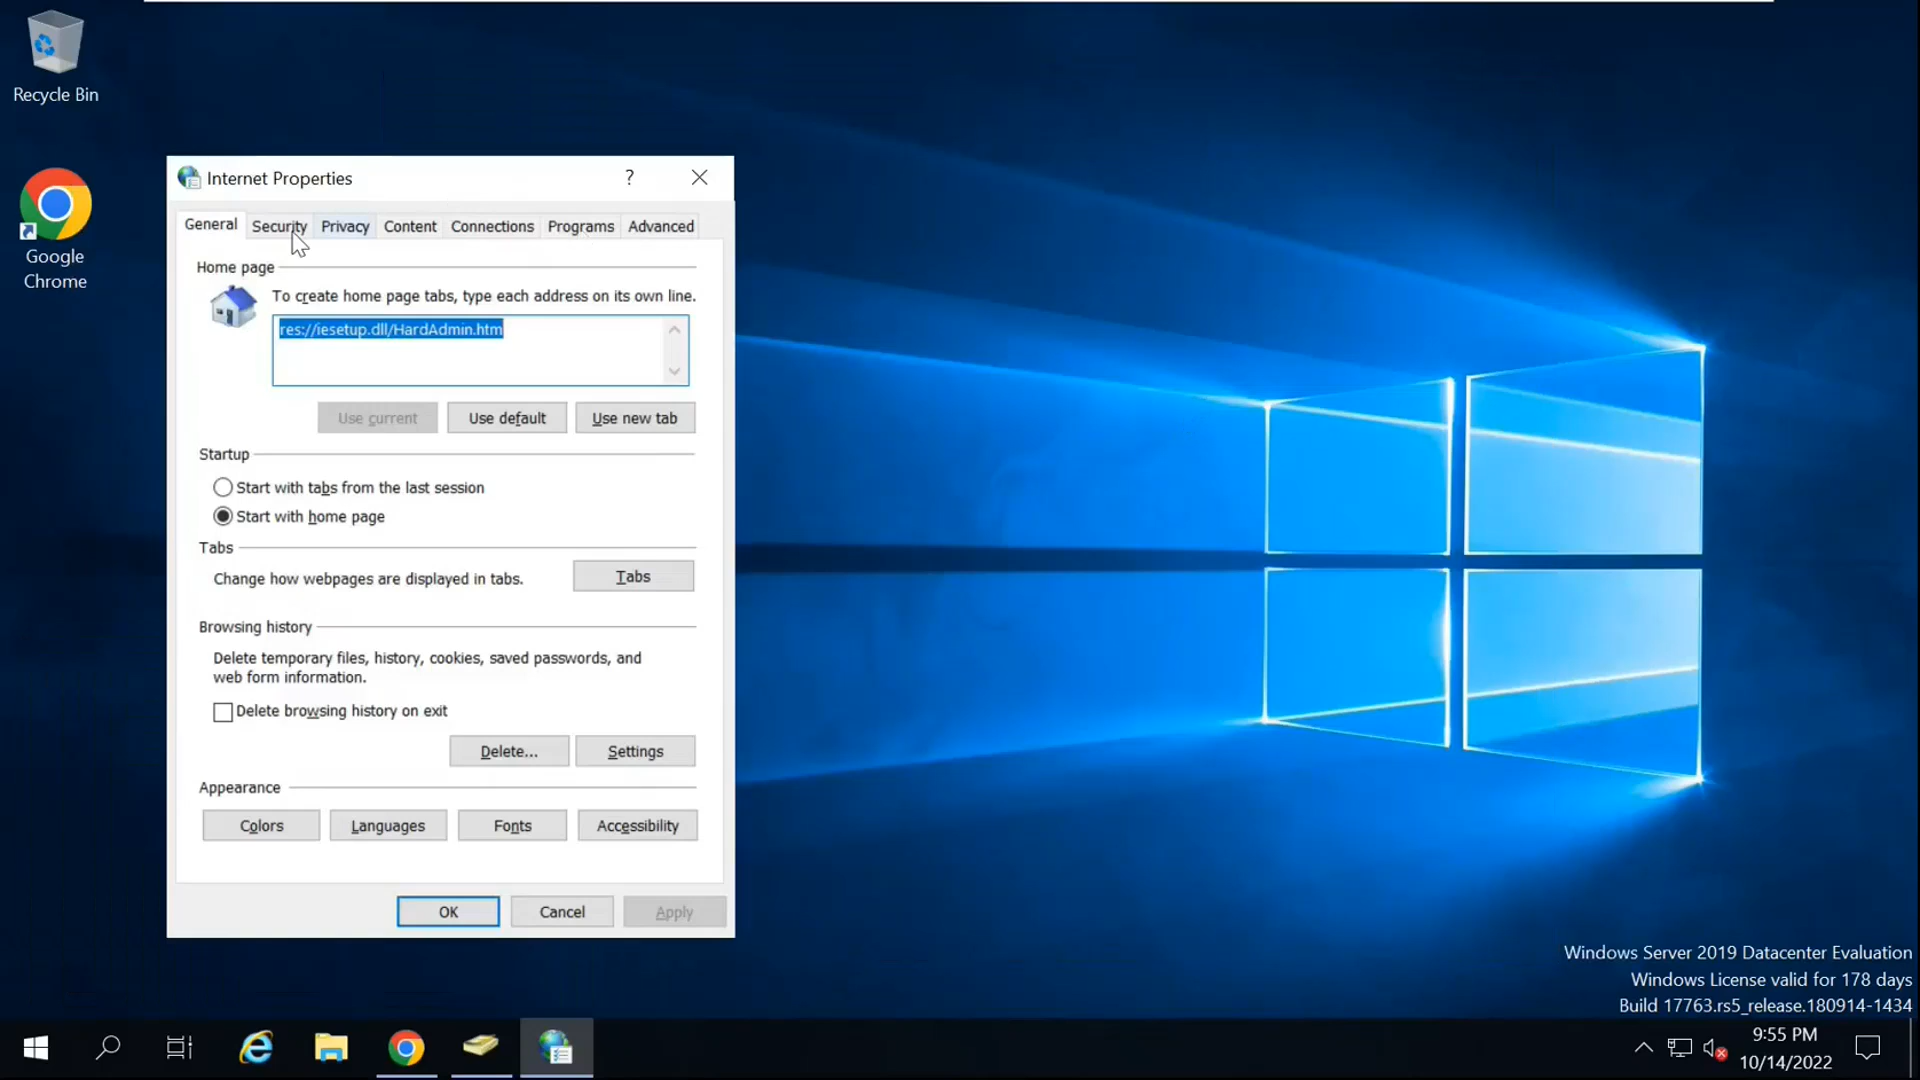 Recycle Bin
Google
Chrome
Internet Properties
?
General Security Privacy Content Connections Programs Advanced
Home page
To create home page tabs, type each address on its own line.
res://iesetup.dll/HardAdmin.htm
Use current Use default Use new tab
Startup
Start with tabs from the last session
Start with home page
Tabs
Change how webpages are displayed in tabs.
Tabs
Browsing history
Delete temporary files, history, cookies, saved passwords, and
web form information.
Delete browsing history on exit
Delete... Settings
Appearance
Colors Languages Fonts Accessibility
OK Cancel Apply
Windows Server 2019 Datacenter Evaluation
Windows License valid for 178 days
Build 17763.rs5_release.180914-1434
9:55 PM
10/14/2022